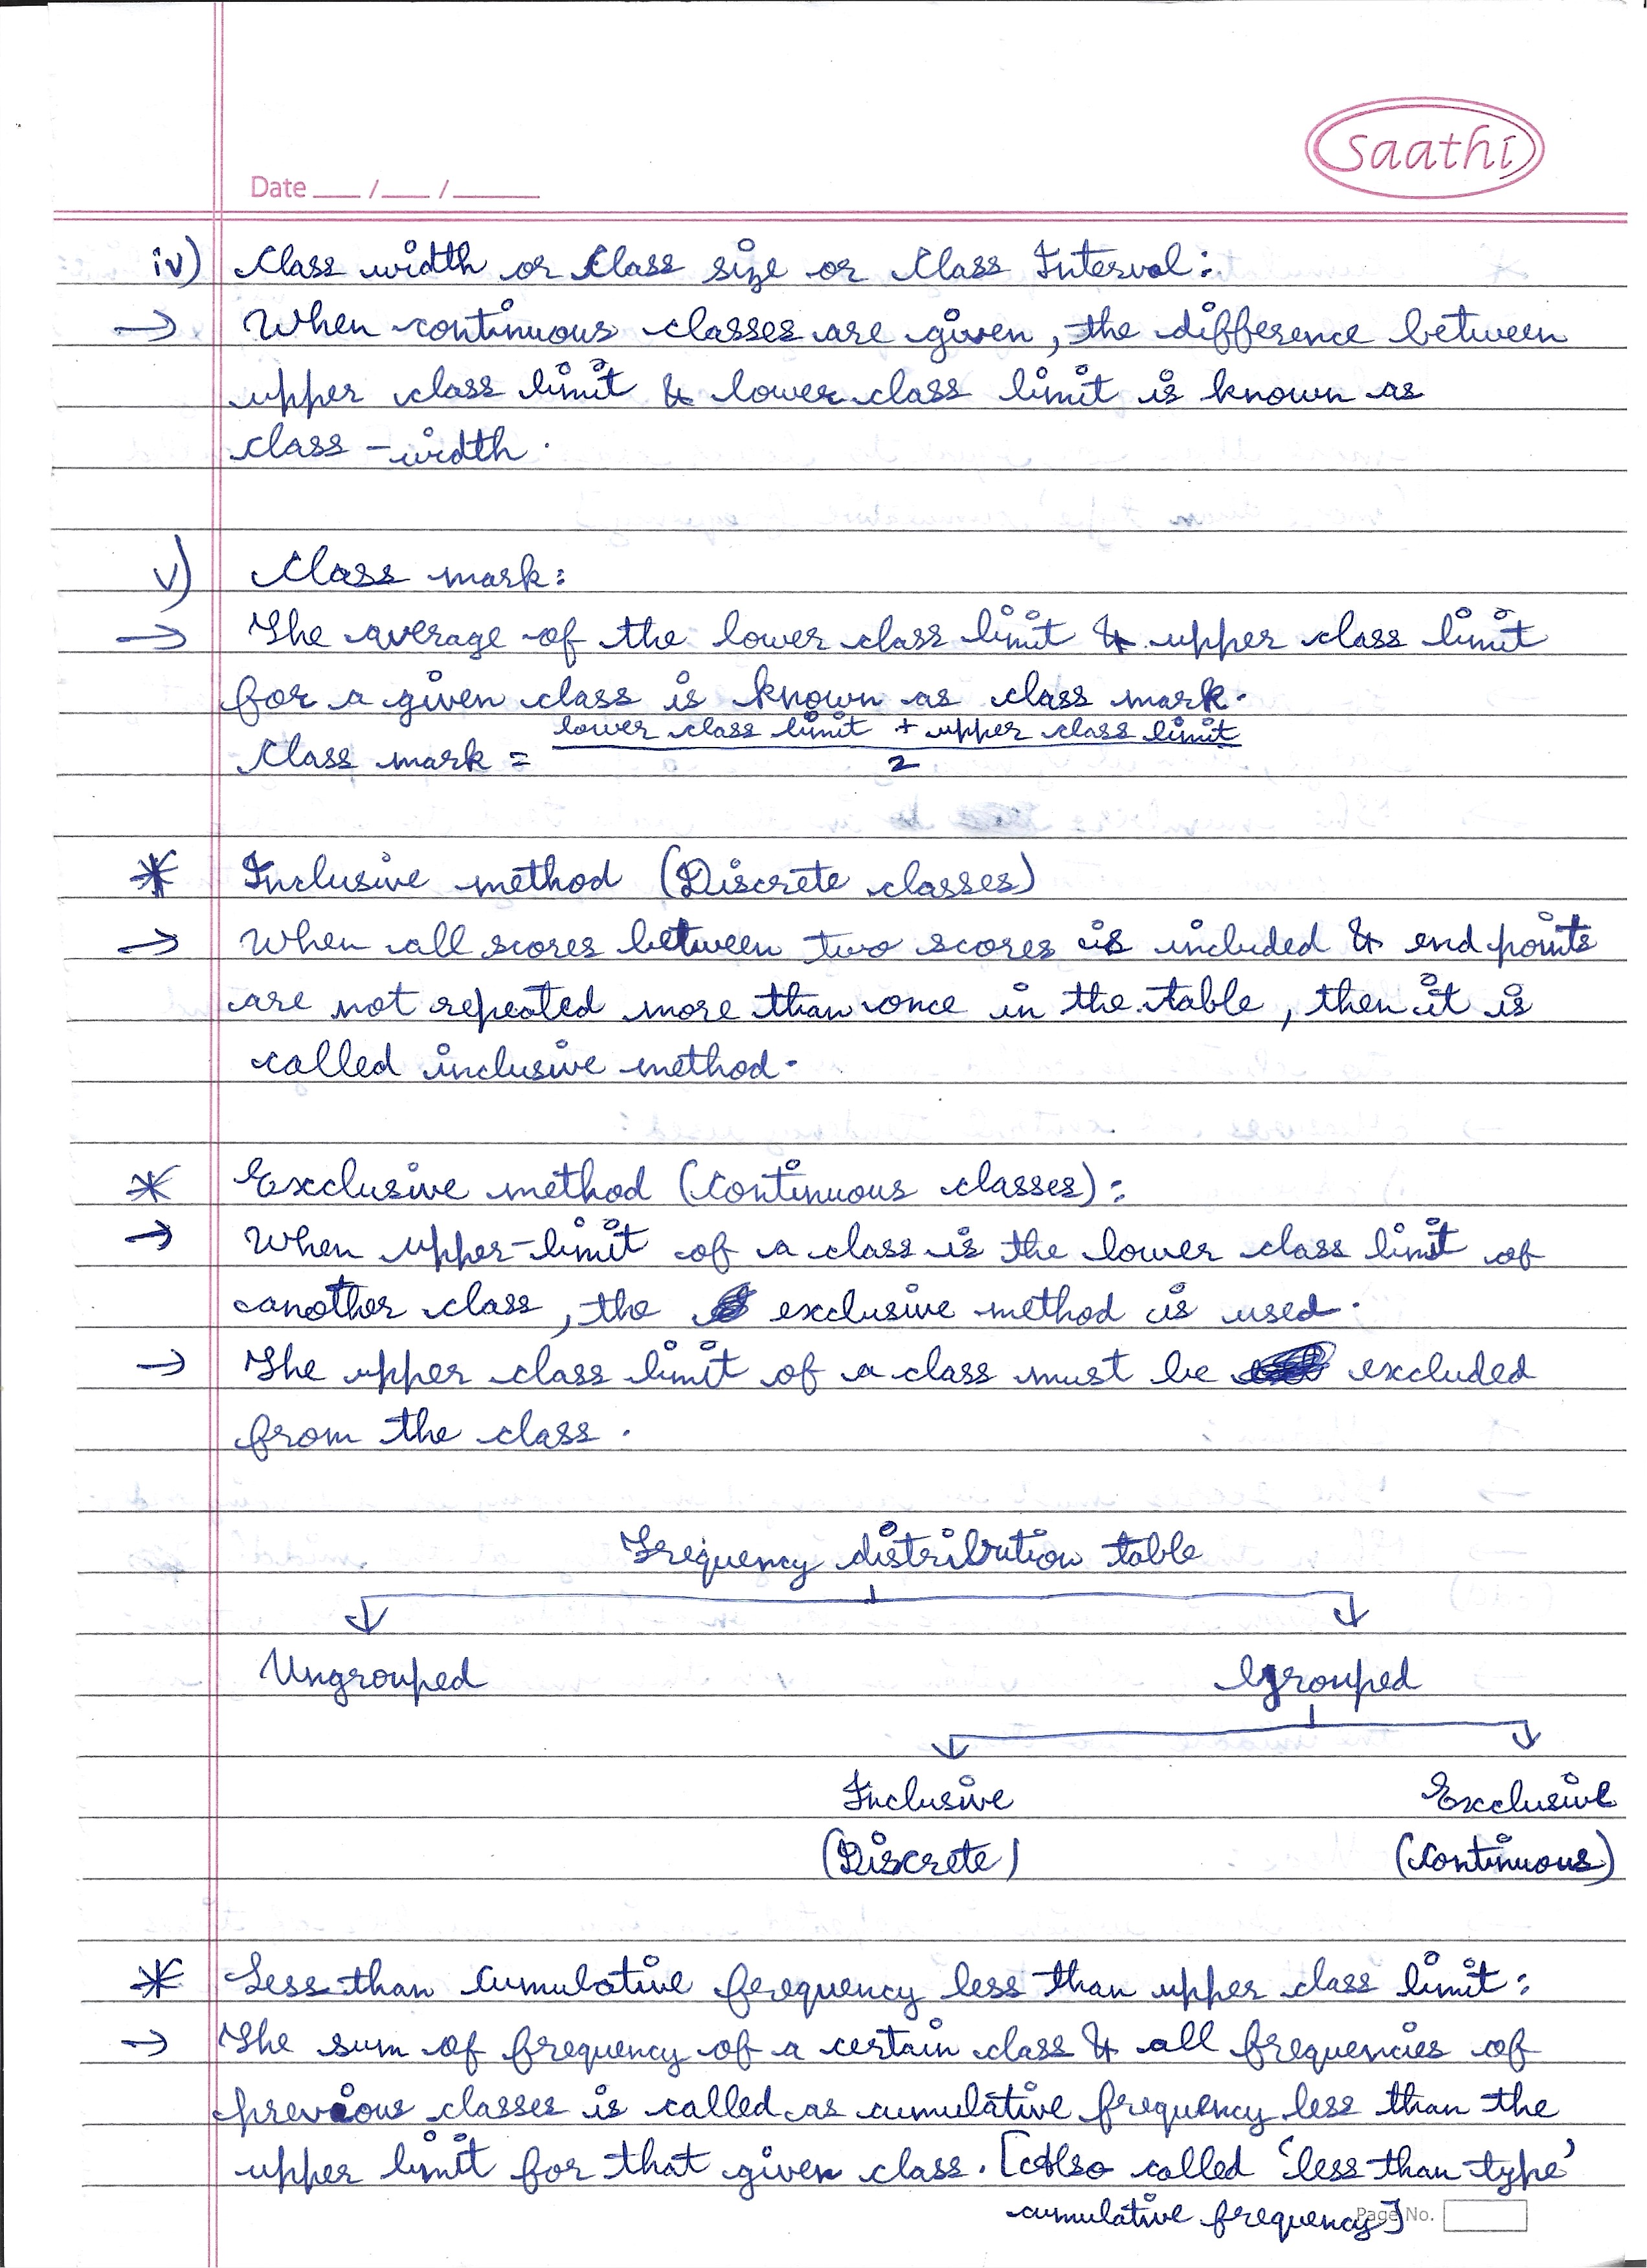 saathi
Date ___ /___ /_____
iv) Class width or Class size or Class Interval:
→ When continuous classes are given, the difference between
upper class limit & lower class limit is known as
class - width.
v) Class mark:
→ The average of the lower class limit & upper class limit
for a given class is known as class mark.
Class mark = lower class limit + upper class limit / 2
* Inclusive method (Discrete classes)
→ When all scores between two scores is included & end points
are not repeated more than once in the table, then it is
called inclusive method.
* Exclusive method (Continuous classes):
→ When upper-limit of a class is the lower class limit of
another class, the exclusive method is used.
→ The upper class limit of a class must be excluded
from the class.
Frequency distribution table
Ungrouped Grouped
Inclusive Exclusive
(Discrete) (Continuous)
* Less than cumulative frequency less than upper class limit:
→ The sum of frequency of a certain class & all frequencies of
previous classes is called as cumulative frequency less than the
upper limit for that given class. [Also called 'less than type'
cumulative frequency]
Page No.